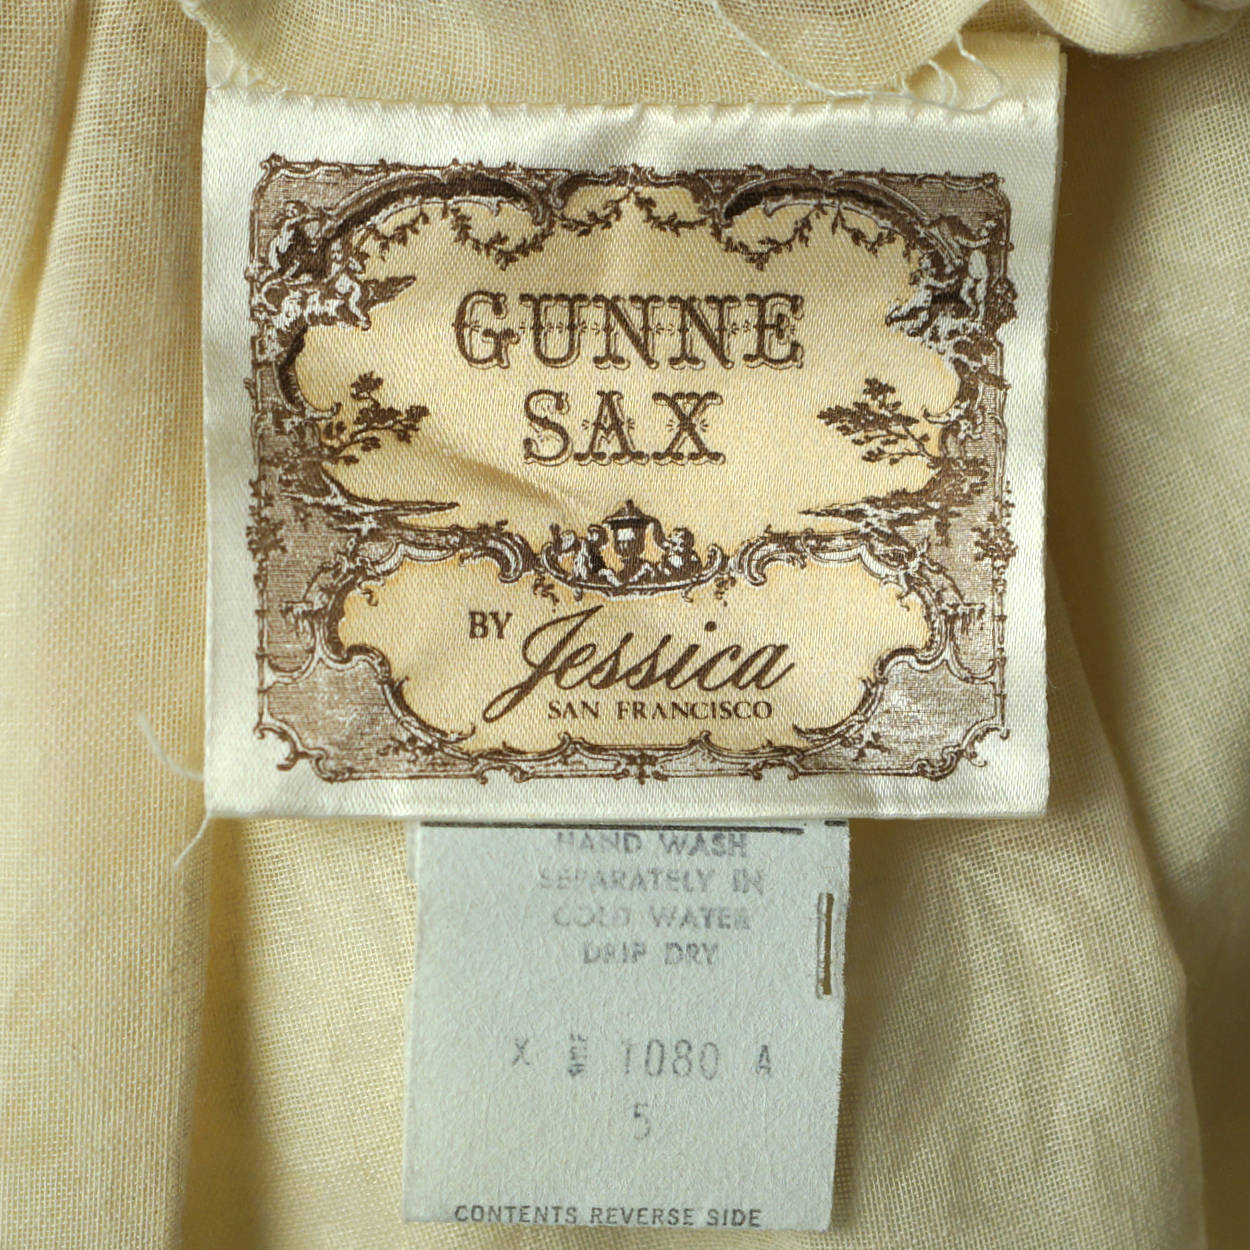 GUNNE
SAX
BY Jessica
SAN FRANCISCO
HAND WASH
SEPARATELY IN
COLD WATER
DRIP DRY
X 1080 A
5
CONTENTS REVERSE SIDE